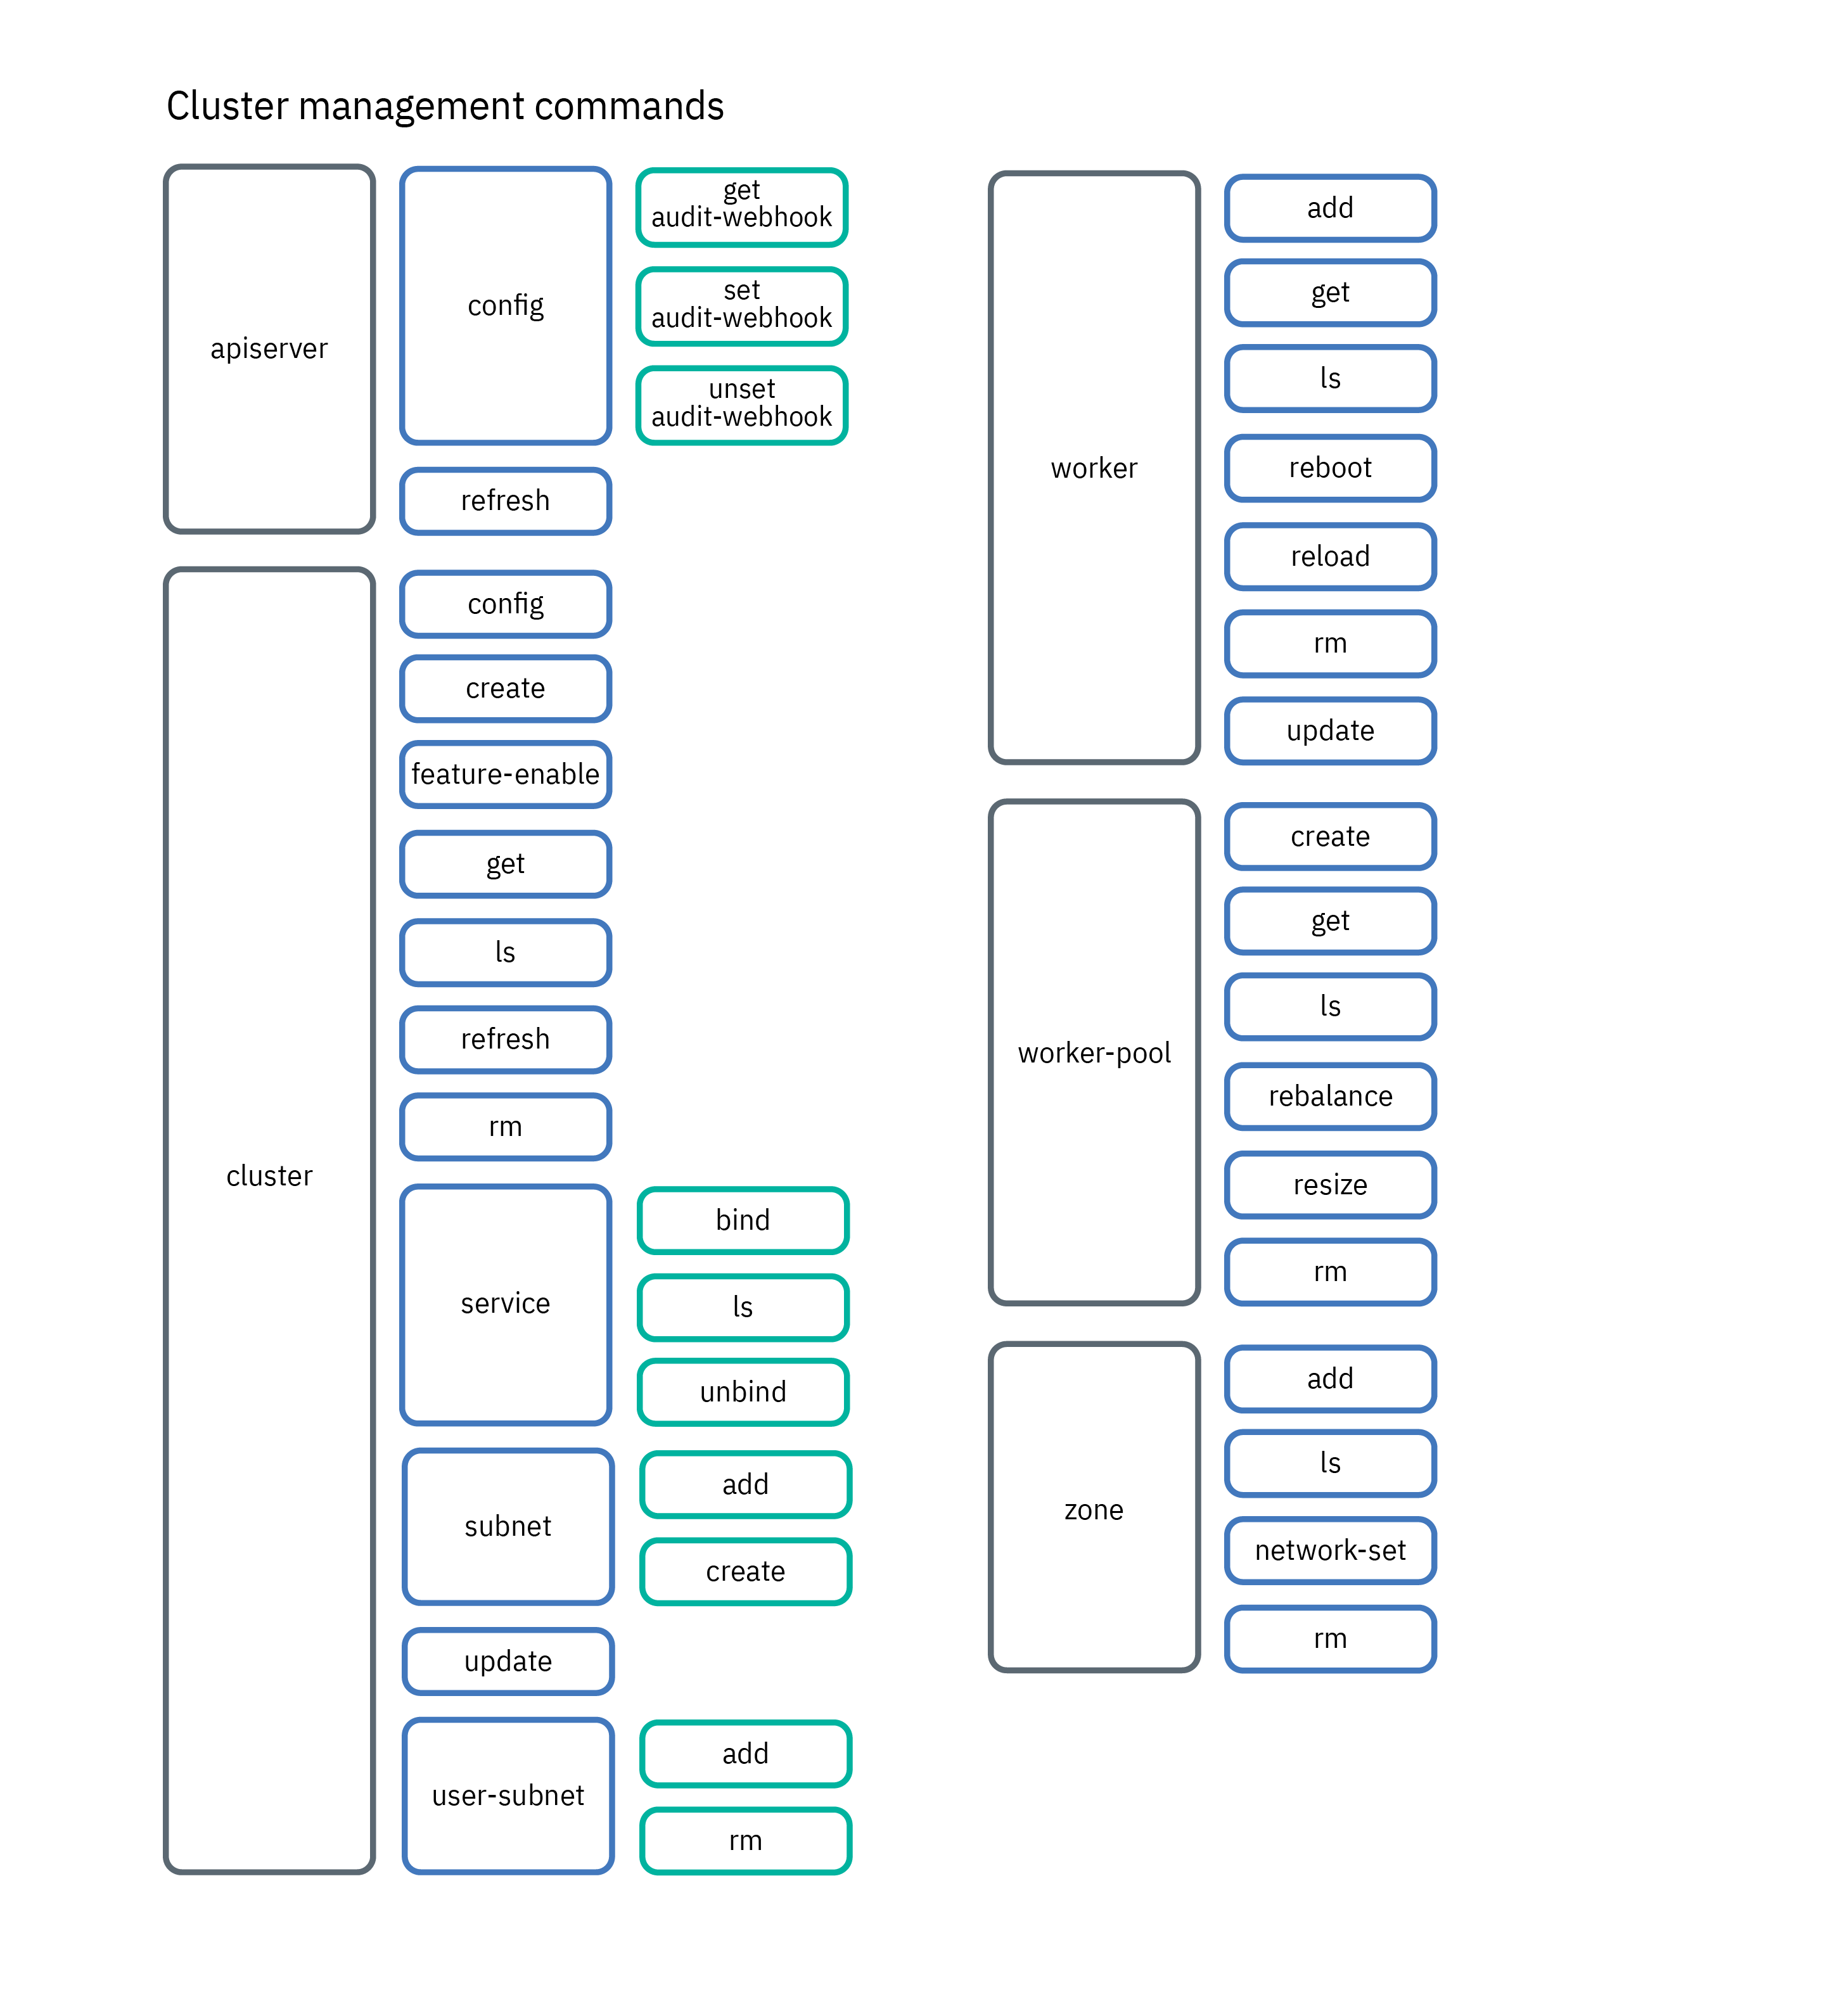 Cluster management commands
apiserver
config
get
audit-webhook
set
audit-webhook
unset
audit-webhook
refresh
cluster
config
create
feature-enable
get
ls
refresh
rm
service
bind
ls
unbind
subnet
add
create
update
user-subnet
add
rm
worker
add
get
ls
reboot
reload
rm
update
worker-pool
create
get
ls
rebalance
resize
rm
zone
add
ls
network-set
rm